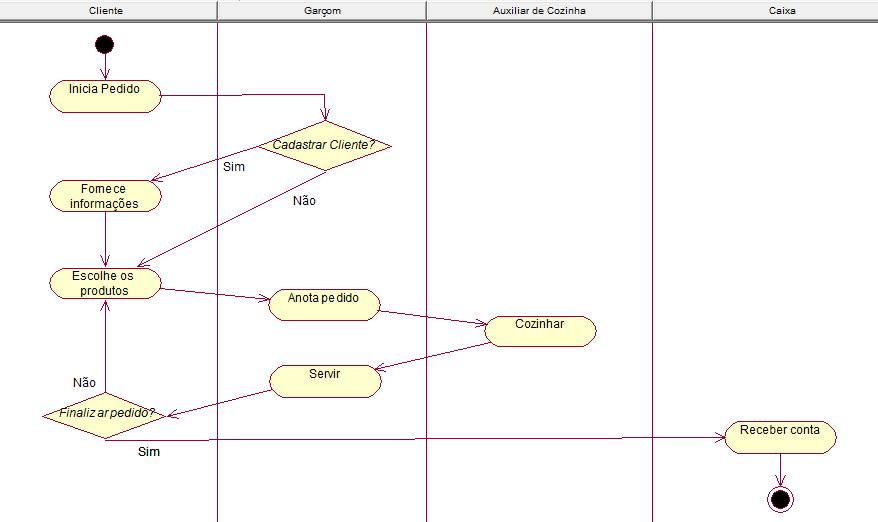 Cliente
Garçom
Auxiliar de Cozinha
Caixa
Inicia Pedido
Cadastrar Cliente?
Sim
Fornece
informações
Não
Escolhe os
produtos
Anota pedido
Cozinhar
Servir
Não
Finalizar pedido?
Sim
Receber conta